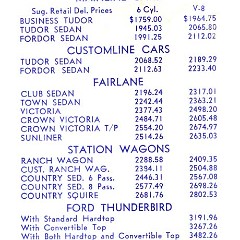 Sug. Retail Del. Prices 6 Cyl. V-8
BUSINESS TUDOR $1759.00 $1964.75
TUDOR SEDAN 1945.03 2065.80
FORDOR SEDAN 1991.25 2112.02
CUSTOMLINE CARS
TUDOR SEDAN 2068.52 2189.29
FORDOR SEDAN 2112.63 2233.40
FAIRLANE
CLUB SEDAN 2196.24 2317.01
TOWN SEDAN 2242.44 2363.21
VICTORIA 2377.43 2498.20
CROWN VICTORIA 2484.71 2605.48
CROWN VICTORIA T/P 2554.20 2674.97
SUNLINER 2514.26 2635.03
STATION WAGONS
RANCH WAGON 2288.58 2409.35
CUST. RANCH WAG. 2394.11 2504.88
COUNTRY SED. 6 Pass. 2446.31 2567.08
COUNTRY SED. 8 Pass. 2577.50 2698.27
COUNTRY SQUIRE 2681.76 2802.53
FORD THUNDERBIRD
With Standard Hardtop 3191.96
With Convertible Top 3267.26
With Both Hardtop and Convertible Top 3482.26